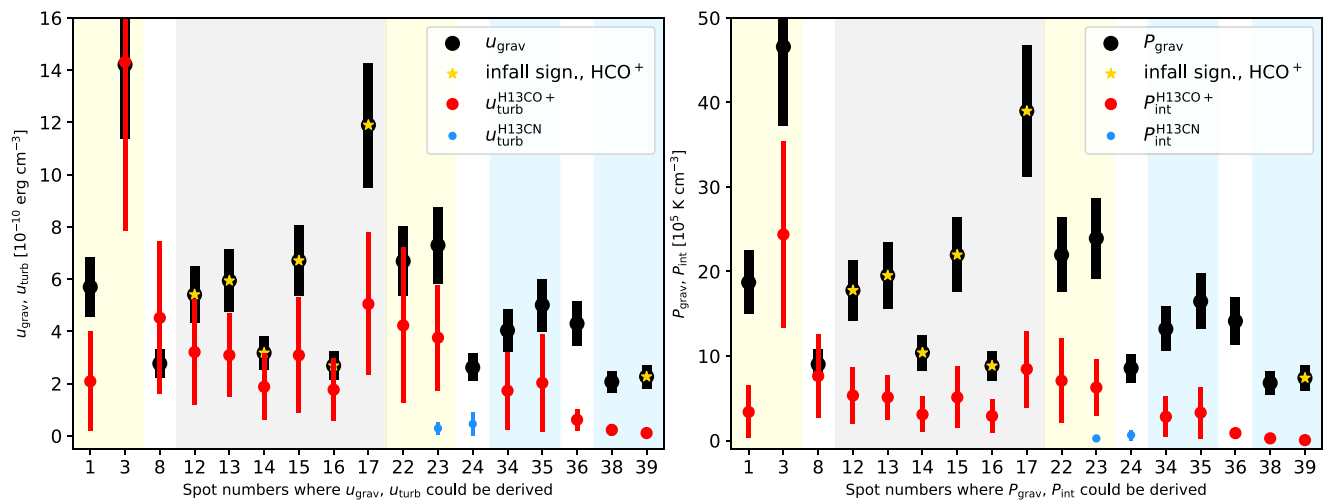 16
14
12
10
8
6
4
2
0
u_grav, u_turb [10⁻¹⁰ erg cm⁻³]
u_grav
infall sign., HCO⁺
u_turb^H13CO+
u_turb^H13CN
1 3 8 12 13 14 15 16 17 22 23 24 34 35 36 38 39
Spot numbers where u_grav, u_turb could be derived
50
40
30
20
10
0
P_grav, P_int [10⁵ K cm⁻³]
P_grav
infall sign., HCO⁺
P_int^H13CO+
P_int^H13CN
1 3 8 12 13 14 15 16 17 22 23 24 34 35 36 38 39
Spot numbers where P_grav, P_int could be derived